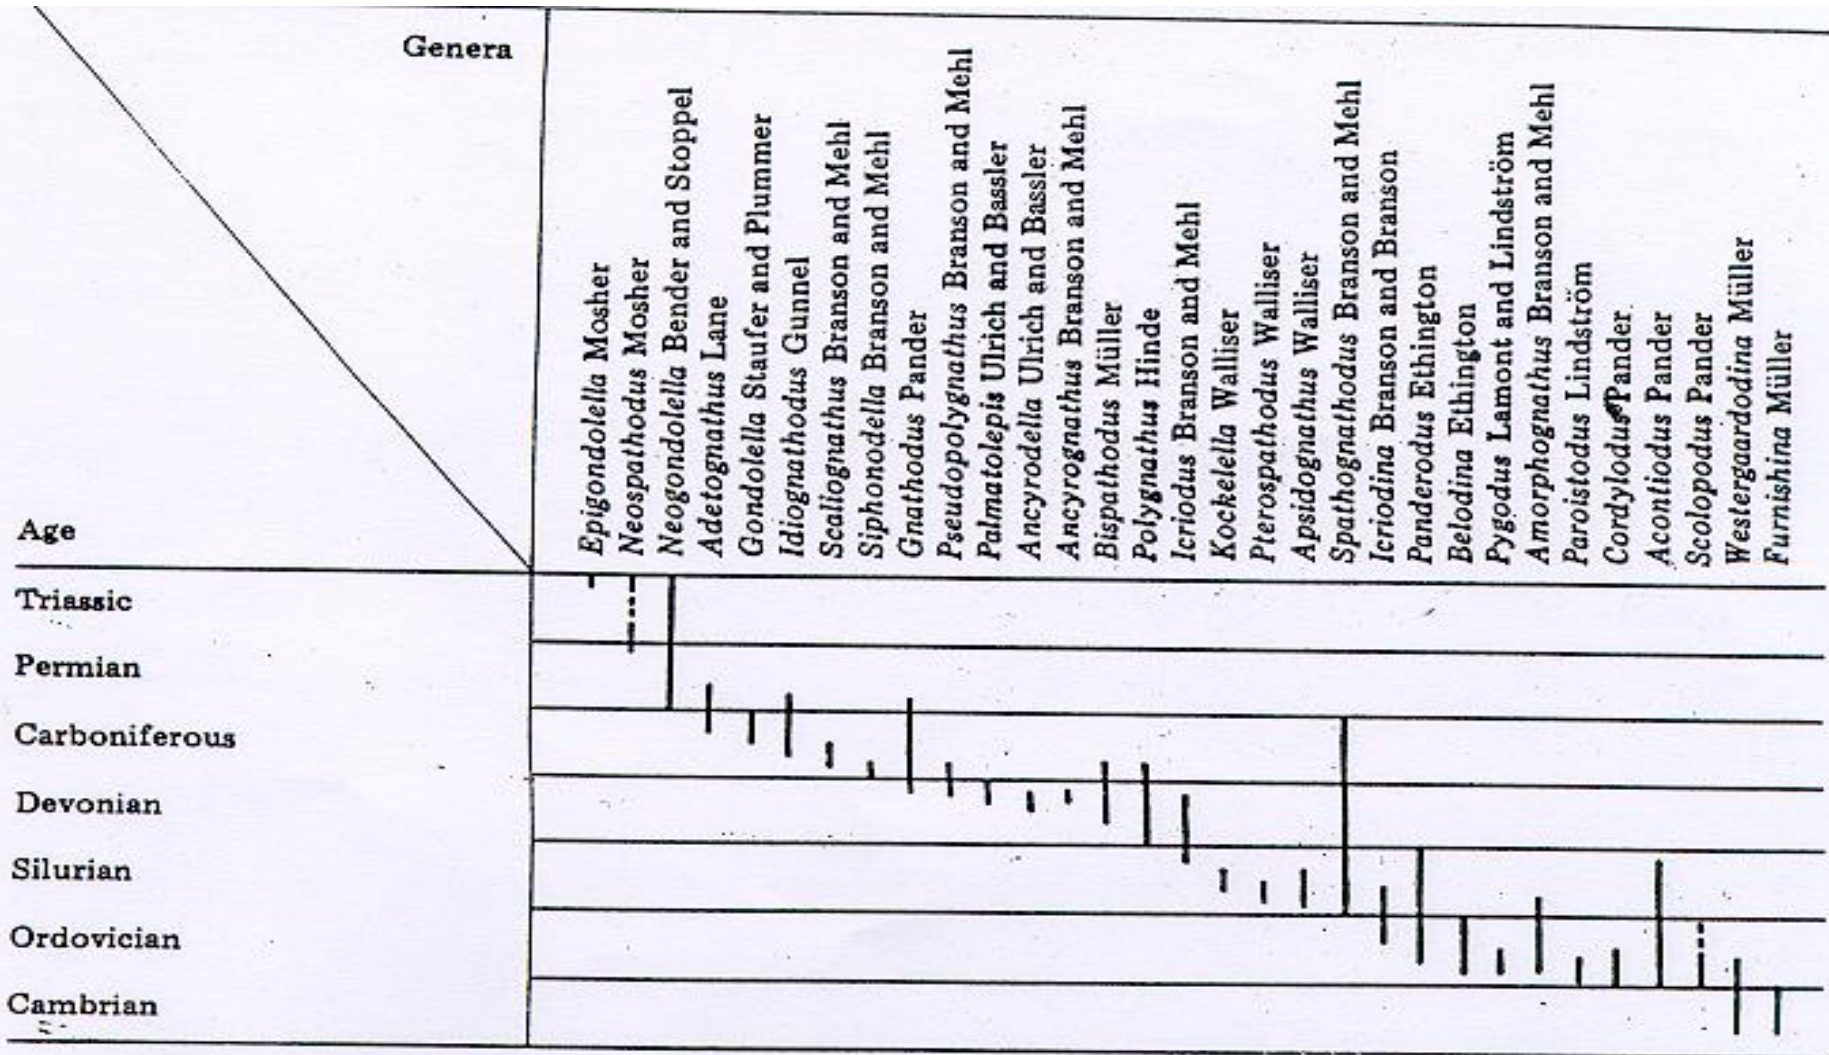 Genera
Epigondolella Mosher
Neospathodus Mosher
Neogondolella Bender and Stoppel
Adetognathus Lane
Gondolella Staufer and Plummer
Idiognathodus Gunnel
Scaliognathus Branson and Mehl
Siphonodella Branson and Mehl
Gnathodus Pander
Pseudopolygnathus Branson and Mehl
Palmatolepis Ulrich and Bassler
Ancyrodella Ulrich and Bassler
Ancyrognathus Branson and Mehl
Bispathodus Müller
Polygnathus Hinde
Icriodus Branson and Mehl
Kockelella Walliser
Pterospathodus Walliser
Apsidognathus Walliser
Spathognathodus Branson and Mehl
Icriodina Branson and Branson
Panderodus Ethington
Belodina Ethington
Pygodus Lamont and Lindström
Amorphognathus Branson and Mehl
Paroistodus Lindström
Cordylodus Pander
Acontiodus Pander
Scolopodus Pander
Westergaardodina Müller
Furnishina Müller
Age
Triassic
Permian
Carboniferous
Devonian
Silurian
Ordovician
Cambrian